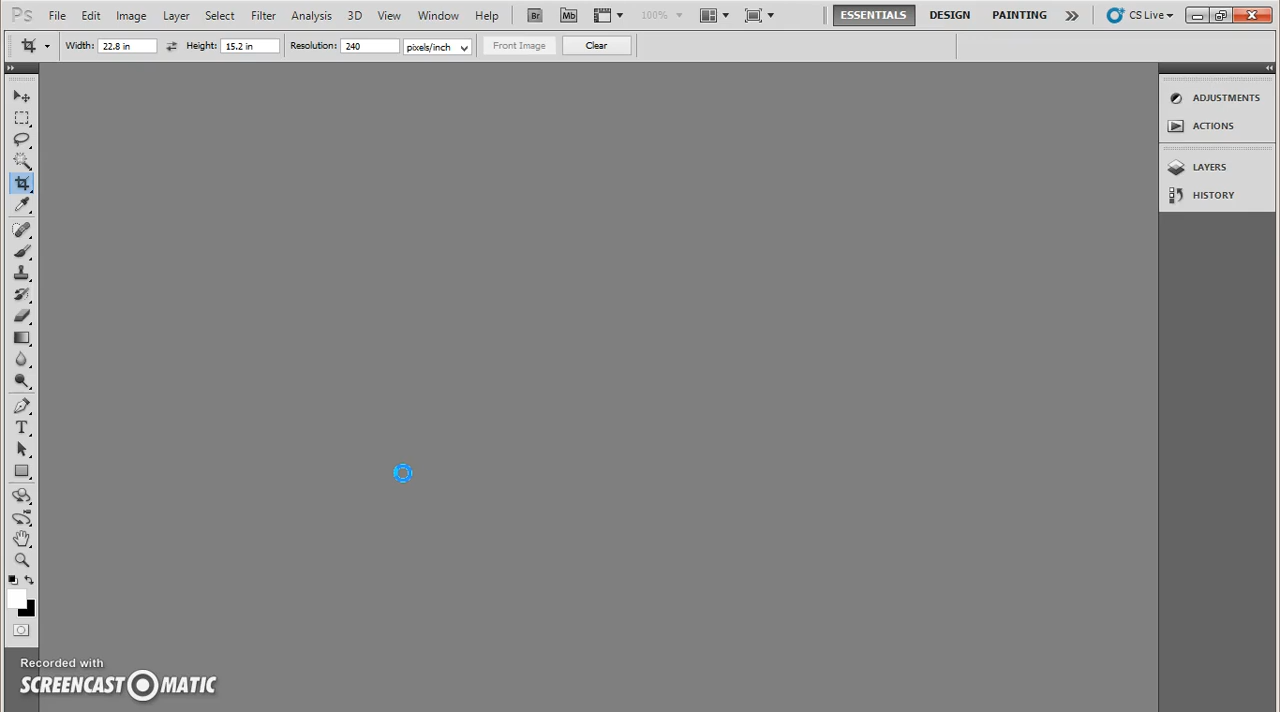 Ps File Edit Image Layer Select Filter Analysis 3D View Window Help Br Mb 100% ESSENTIALS DESIGN PAINTING CS Live
Width: 22.8 in Height: 15.2 in Resolution: 240 pixels/inch Front Image Clear
ADJUSTMENTS
ACTIONS
LAYERS
HISTORY
T
Recorded with
SCREENCAST MATIC